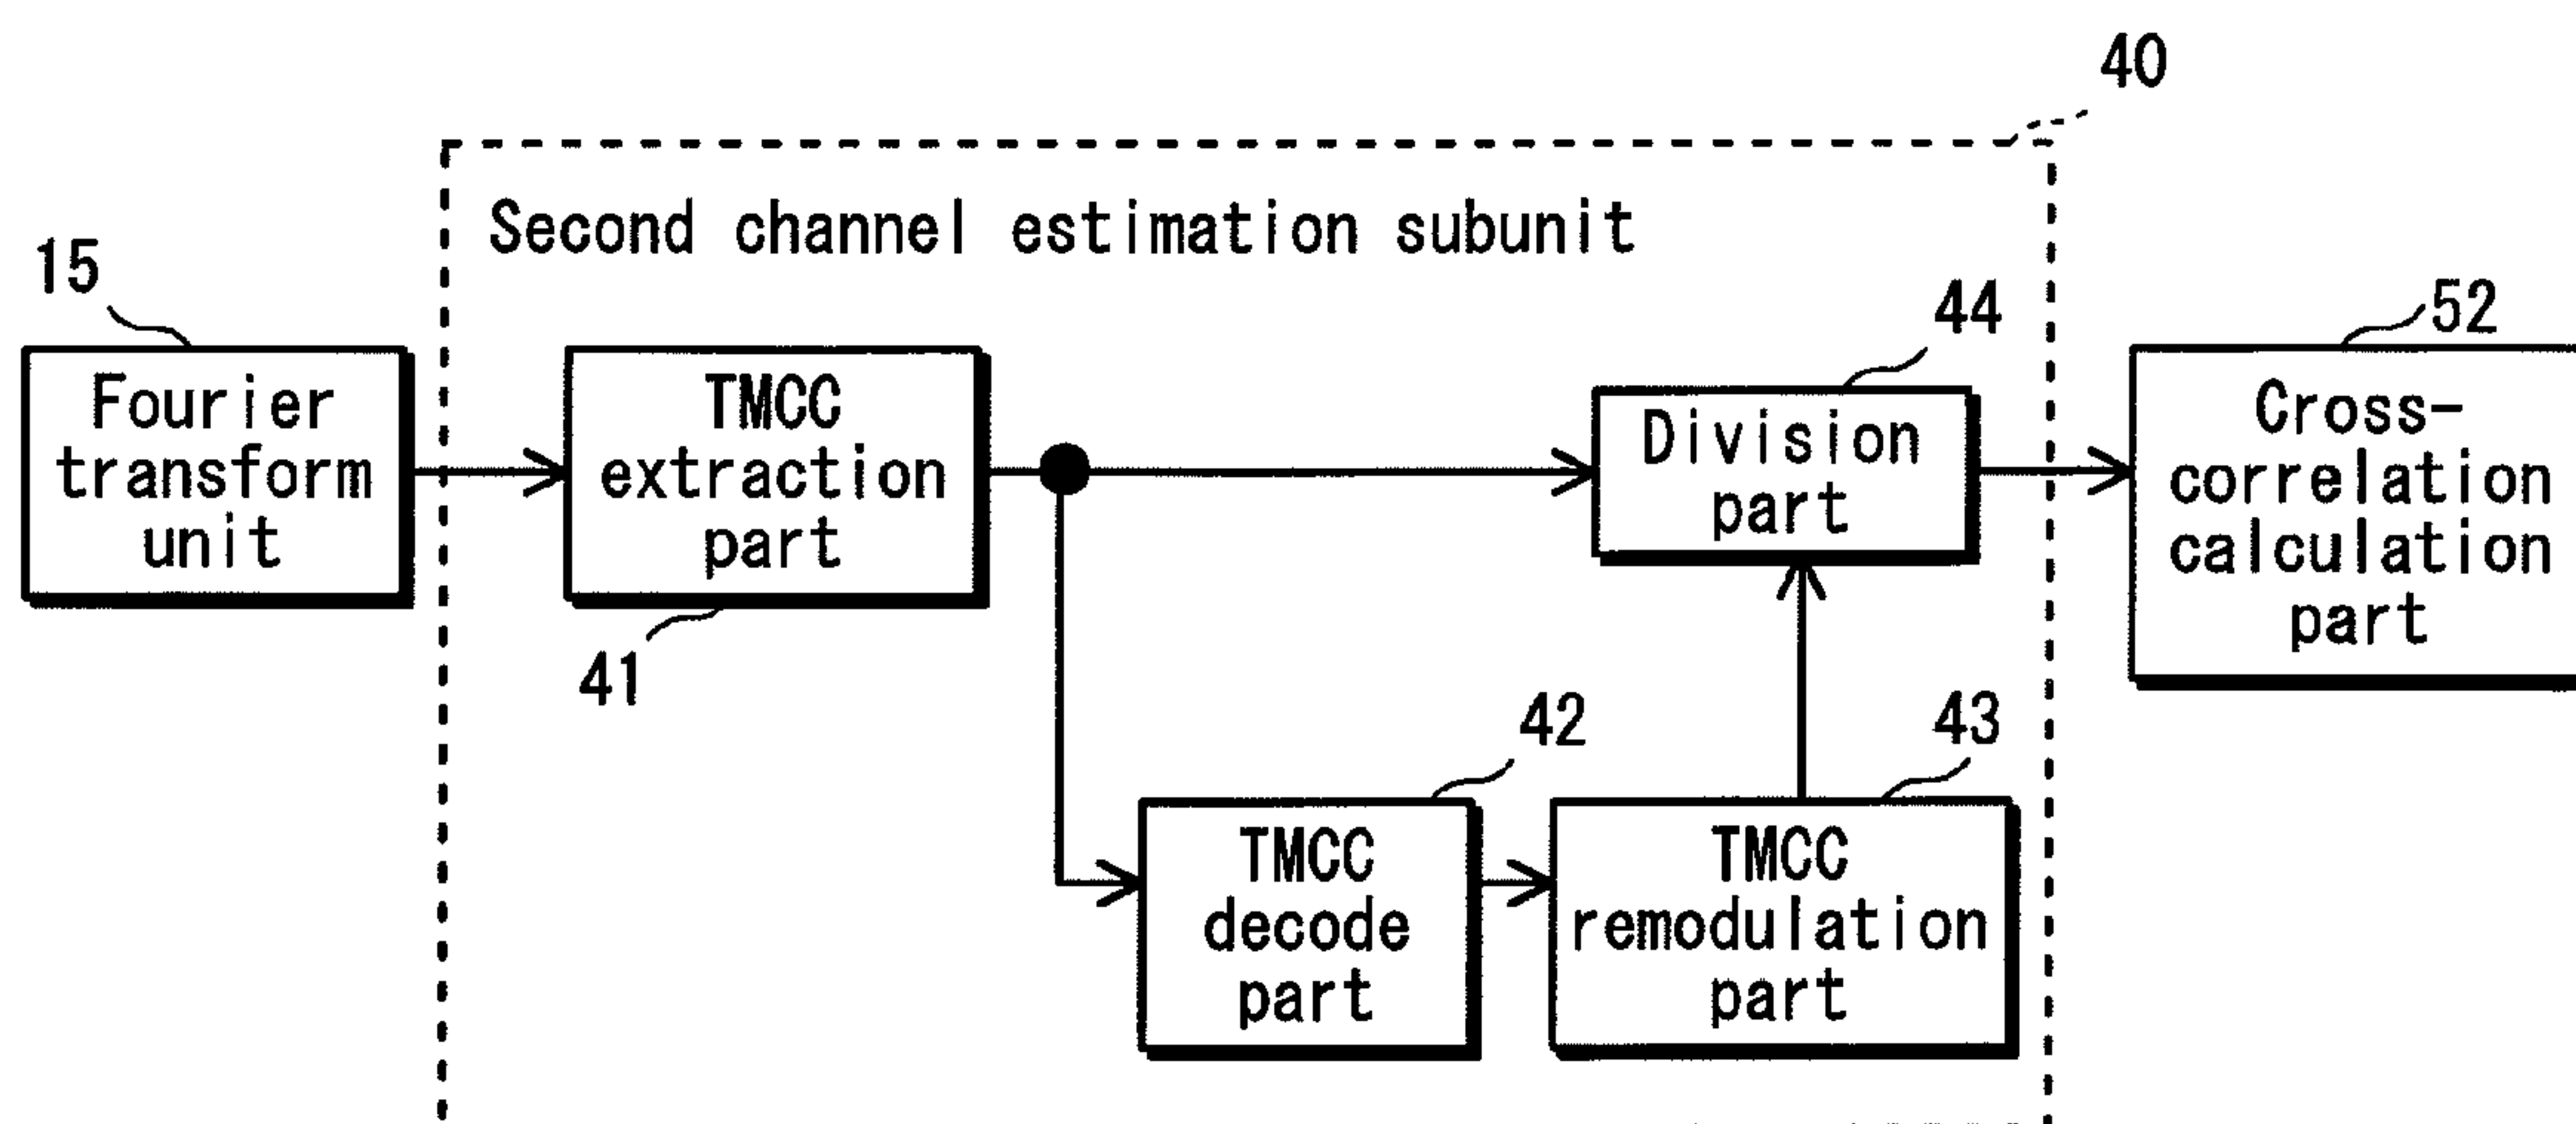 40
Second channel estimation subunit
15
Fourier
transform
unit
TMCC
extraction
part
41
44
Division
part
52
Cross-
correlation
calculation
part
42
TMCC
decode
part
43
TMCC
remodulation
part